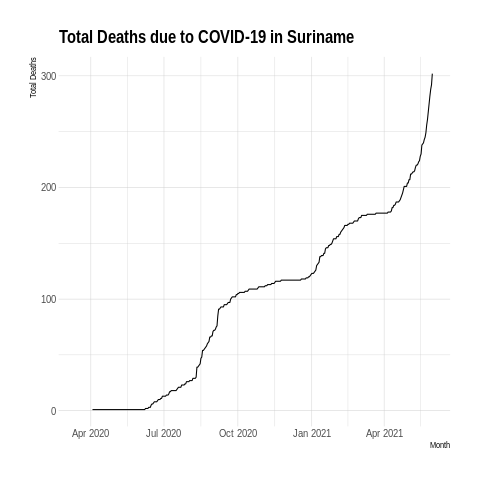 Total Deaths due to COVID-19 in Suriname
Total Deaths
300
200
100
0
Apr 2020 Jul 2020 Oct 2020 Jan 2021 Apr 2021
Month